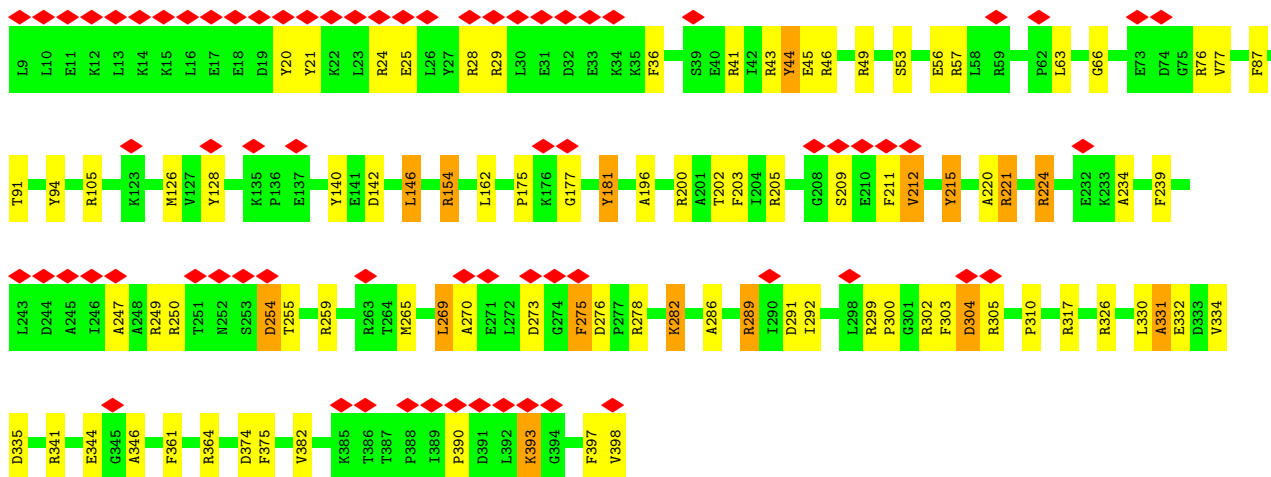 L9 L10 E11 K12 L13 K14 K15 L16 E17 E18 D19 Y20 Y21 K22 L23 R24 E25 L26 Y27 R28 R29 L30 E31 D32 E33 K34 K35 F36 S39 E40 R41 I42 R43 Y44 E45 R46 R49 S53 E56 R57 L58 R59 P62 L63 G66 E73 D74 G75 R76 V77 F87
T91 Y94 R105 K123 M126 V127 Y128 K135 P136 E137 Y140 E141 D142 L146 R154 L162 P175 K176 G177 Y181 A196 R200 A201 T202 F203 I204 R205 G208 S209 E210 F211 V212 Y215 A220 R221 R224 E232 K233 A234 F239
L243 D244 A245 I246 A247 A248 R249 R250 T251 N252 S253 D254 T255 R259 R263 T264 M265 L269 A270 E271 L272 D273 G274 F275 D276 P277 R278 K282 A286 R289 I290 D291 I292 L298 R299 P300 G301 R302 F303 D304 R305 P310 R317 R326 L330 A331 E332 D333 V334
D335 R341 E344 G345 A346 F361 R364 D374 F375 V382 K385 T386 T387 P388 I389 P390 D391 L392 K393 G394 F397 V398